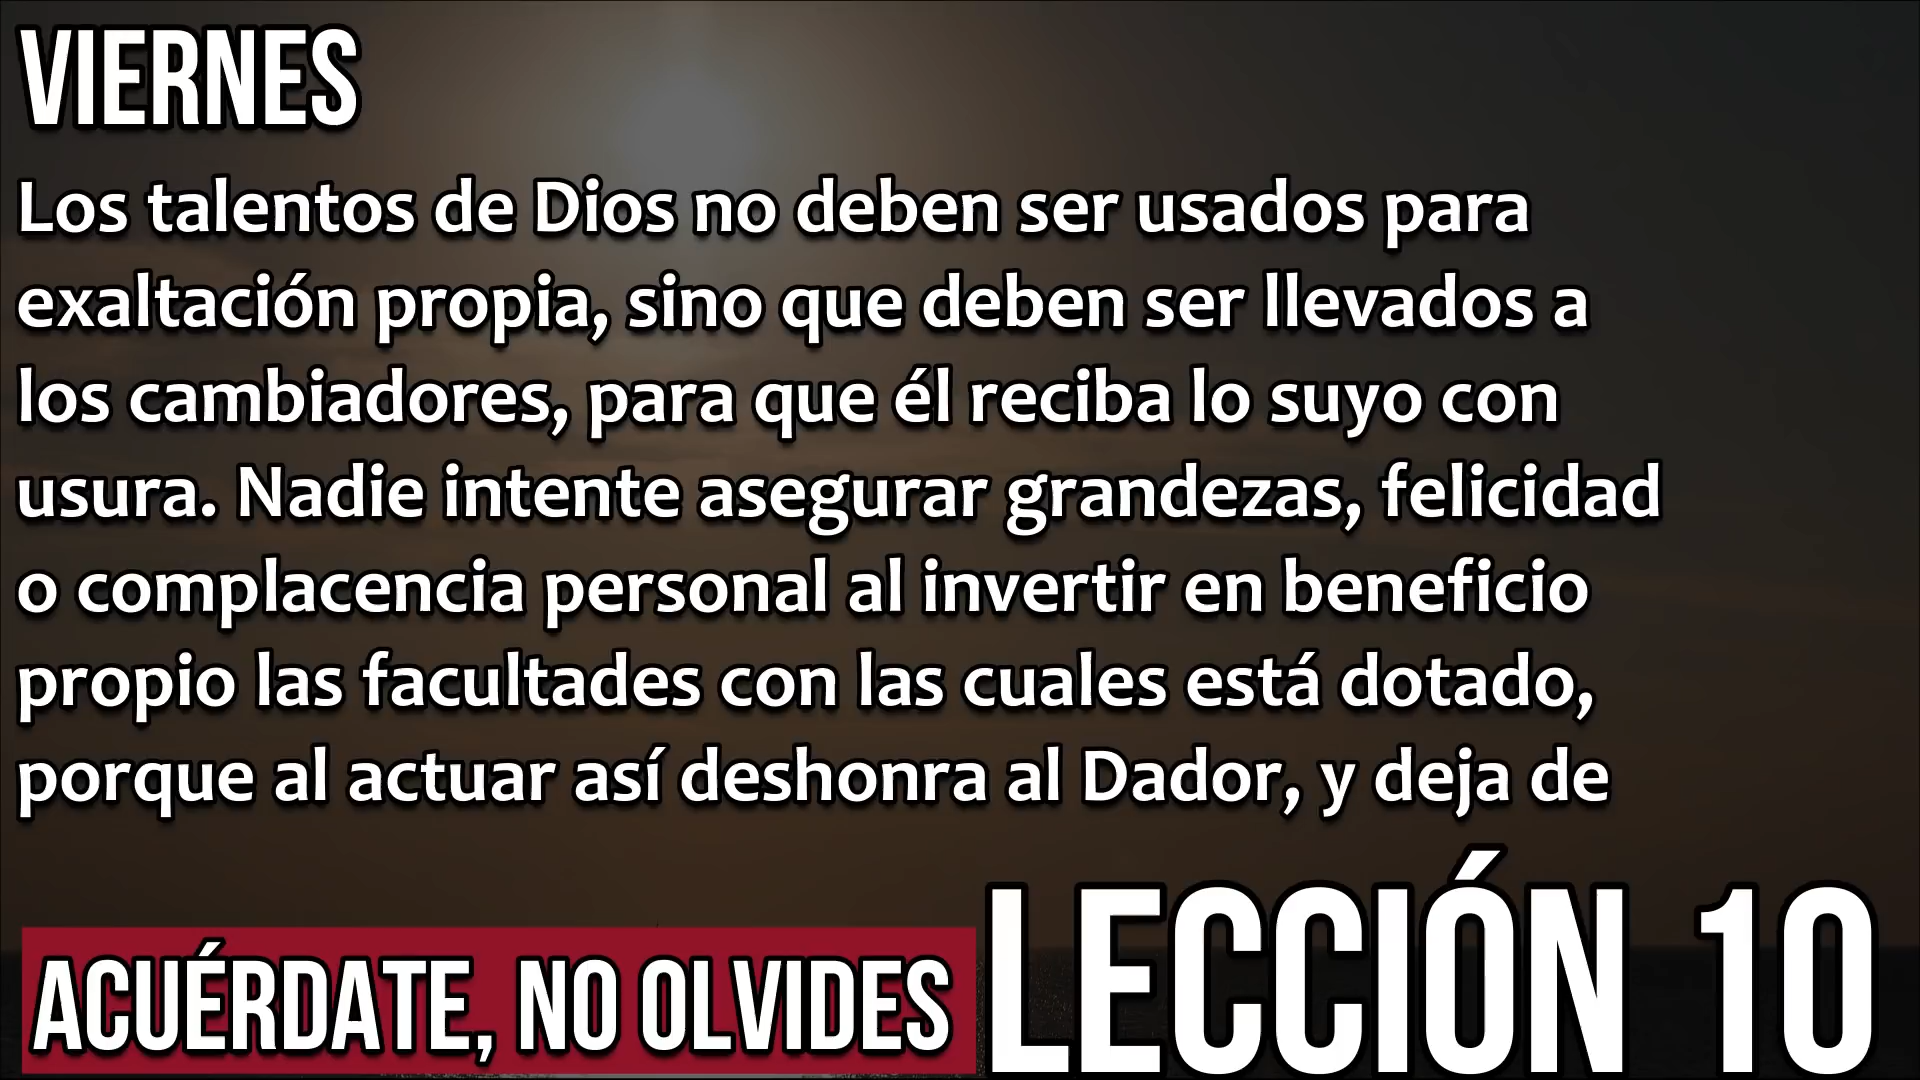 VIERNES
Los talentos de Dios no deben ser usados para
exaltación propia, sino que deben ser llevados a
los cambiadores, para que él reciba lo suyo con
usura. Nadie intente asegurar grandezas, felicidad
o complacencia personal al invertir en beneficio
propio las facultades con las cuales está dotado,
porque al actuar así deshonra al Dador, y deja de
ACUÉRDATE, NO OLVIDES
LECCIÓN 10